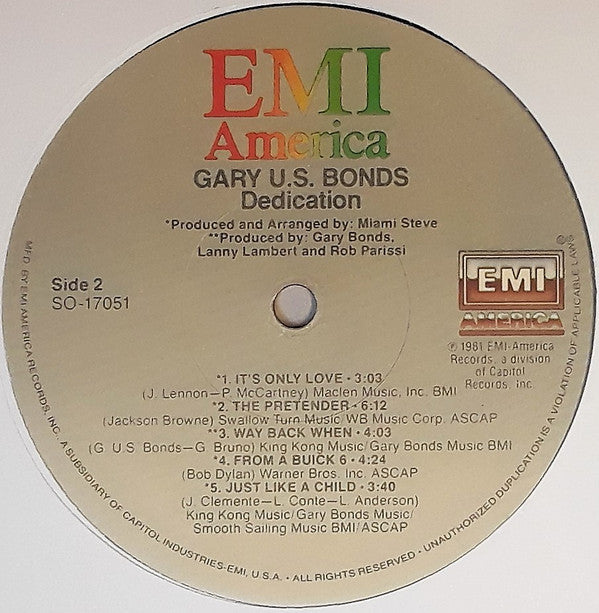 EMI
America
GARY U.S. BONDS
Dedication
*Produced and Arranged by: Miami Steve
**Produced by: Gary Bonds,
Lanny Lambert and Rob Parissi
Side 2
SO-17051
EMI
AMERICA
℗ 1981 EMI-America
Records, a division
of Capitol
Records, Inc.
*1. IT'S ONLY LOVE • 3:03
(J. Lennon–P. McCartney) Maclen Music, Inc. BMI
*2. THE PRETENDER • 6:12
(Jackson Browne) Swallow Turn Music/WB Music Corp. ASCAP
**3. WAY BACK WHEN • 4:03
(G. U.S. Bonds–G. Bruno) King Kong Music/Gary Bonds Music BMI
*4. FROM A BUICK 6 • 4:24
(Bob Dylan) Warner Bros. Inc. ASCAP
*5. JUST LIKE A CHILD • 3:40
(J. Clemente–L. Conte–L. Anderson)
King Kong Music/Gary Bonds Music/
Smooth Sailing Music BMI/ASCAP
MF'D. BY EMI AMERICA RECORDS, INC. A SUBSIDIARY OF CAPITOL INDUSTRIES-EMI, U.S.A. • ALL RIGHTS RESERVED • UNAUTHORIZED DUPLICATION IS A VIOLATION OF APPLICABLE LAWS